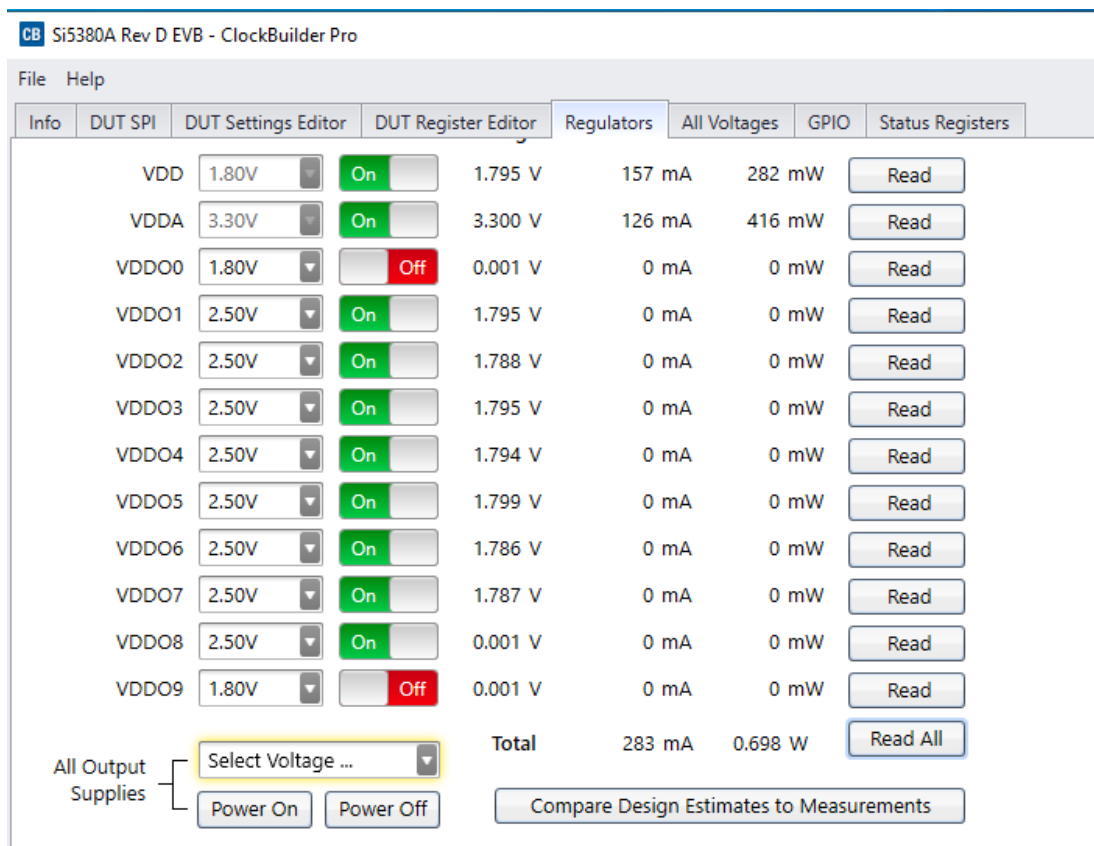 CB Si5380A Rev D EVB - ClockBuilder Pro
File Help
Info DUT SPI DUT Settings Editor DUT Register Editor Regulators All Voltages GPIO Status Registers
VDD 1.80V On 1.795 V 157 mA 282 mW Read
VDDA 3.30V On 3.300 V 126 mA 416 mW Read
VDDO0 1.80V Off 0.001 V 0 mA 0 mW Read
VDDO1 2.50V On 1.795 V 0 mA 0 mW Read
VDDO2 2.50V On 1.788 V 0 mA 0 mW Read
VDDO3 2.50V On 1.795 V 0 mA 0 mW Read
VDDO4 2.50V On 1.794 V 0 mA 0 mW Read
VDDO5 2.50V On 1.799 V 0 mA 0 mW Read
VDDO6 2.50V On 1.786 V 0 mA 0 mW Read
VDDO7 2.50V On 1.787 V 0 mA 0 mW Read
VDDO8 2.50V On 0.001 V 0 mA 0 mW Read
VDDO9 1.80V Off 0.001 V 0 mA 0 mW Read
Total 283 mA 0.698 W Read All
All Output Supplies
Select Voltage ...
Power On Power Off
Compare Design Estimates to Measurements